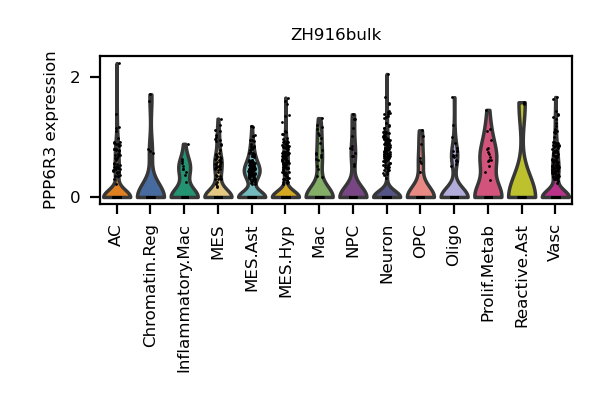 ZH916bulk
PPP6R3 expression
2
0
AC
Chromatin.Reg
Inflammatory.Mac
MES
MES.Ast
MES.Hyp
Mac
NPC
Neuron
OPC
Oligo
Prolif.Metab
Reactive.Ast
Vasc